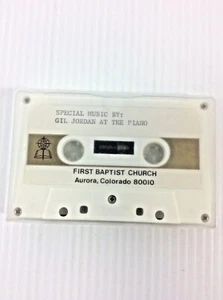 SPECIAL MUSIC BY:
GIL JORDAN AT THE PIANO
FIRST BAPTIST CHURCH
Aurora, Colorado 80010